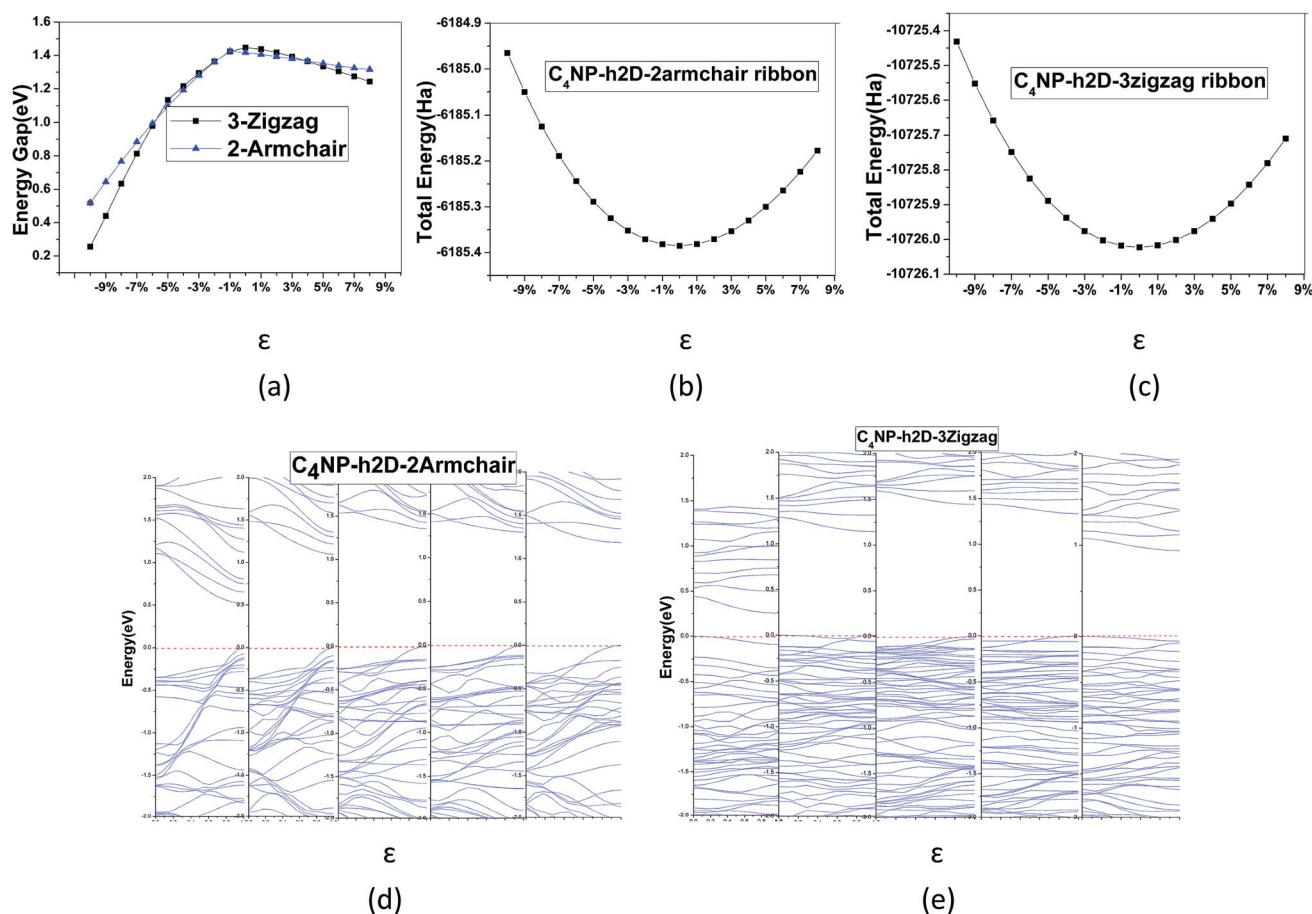 1.6
1.4
1.2
1.0
0.8
0.6
0.4
0.2
Energy Gap(eV)
3-Zigzag
2-Armchair
-9% -7% -5% -3% -1% 1% 3% 5% 7% 9%
ε
(a)
-6184.9
-6185.0
-6185.1
-6185.2
-6185.3
-6185.4
Total Energy(Ha)
C4NP-h2D-2armchair ribbon
-9% -7% -5% -3% -1% 1% 3% 5% 7% 9%
ε
(b)
-10725.4
-10725.5
-10725.6
-10725.7
-10725.8
-10725.9
-10726.0
-10726.1
Total Energy(Ha)
C4NP-h2D-3zigzag ribbon
-9% -7% -5% -3% -1% 1% 3% 5% 7% 9%
ε
(c)
C4NP-h2D-2Armchair
2.0
1.5
1.0
0.5
0.0
-0.5
-1.0
-1.5
-2.0
Energy(eV)
ε
(d)
C4NP-h2D-3Zigzag
2.0
1.5
1.0
0.5
0.0
-0.5
-1.0
-1.5
-2.0
Energy(eV)
ε
(e)